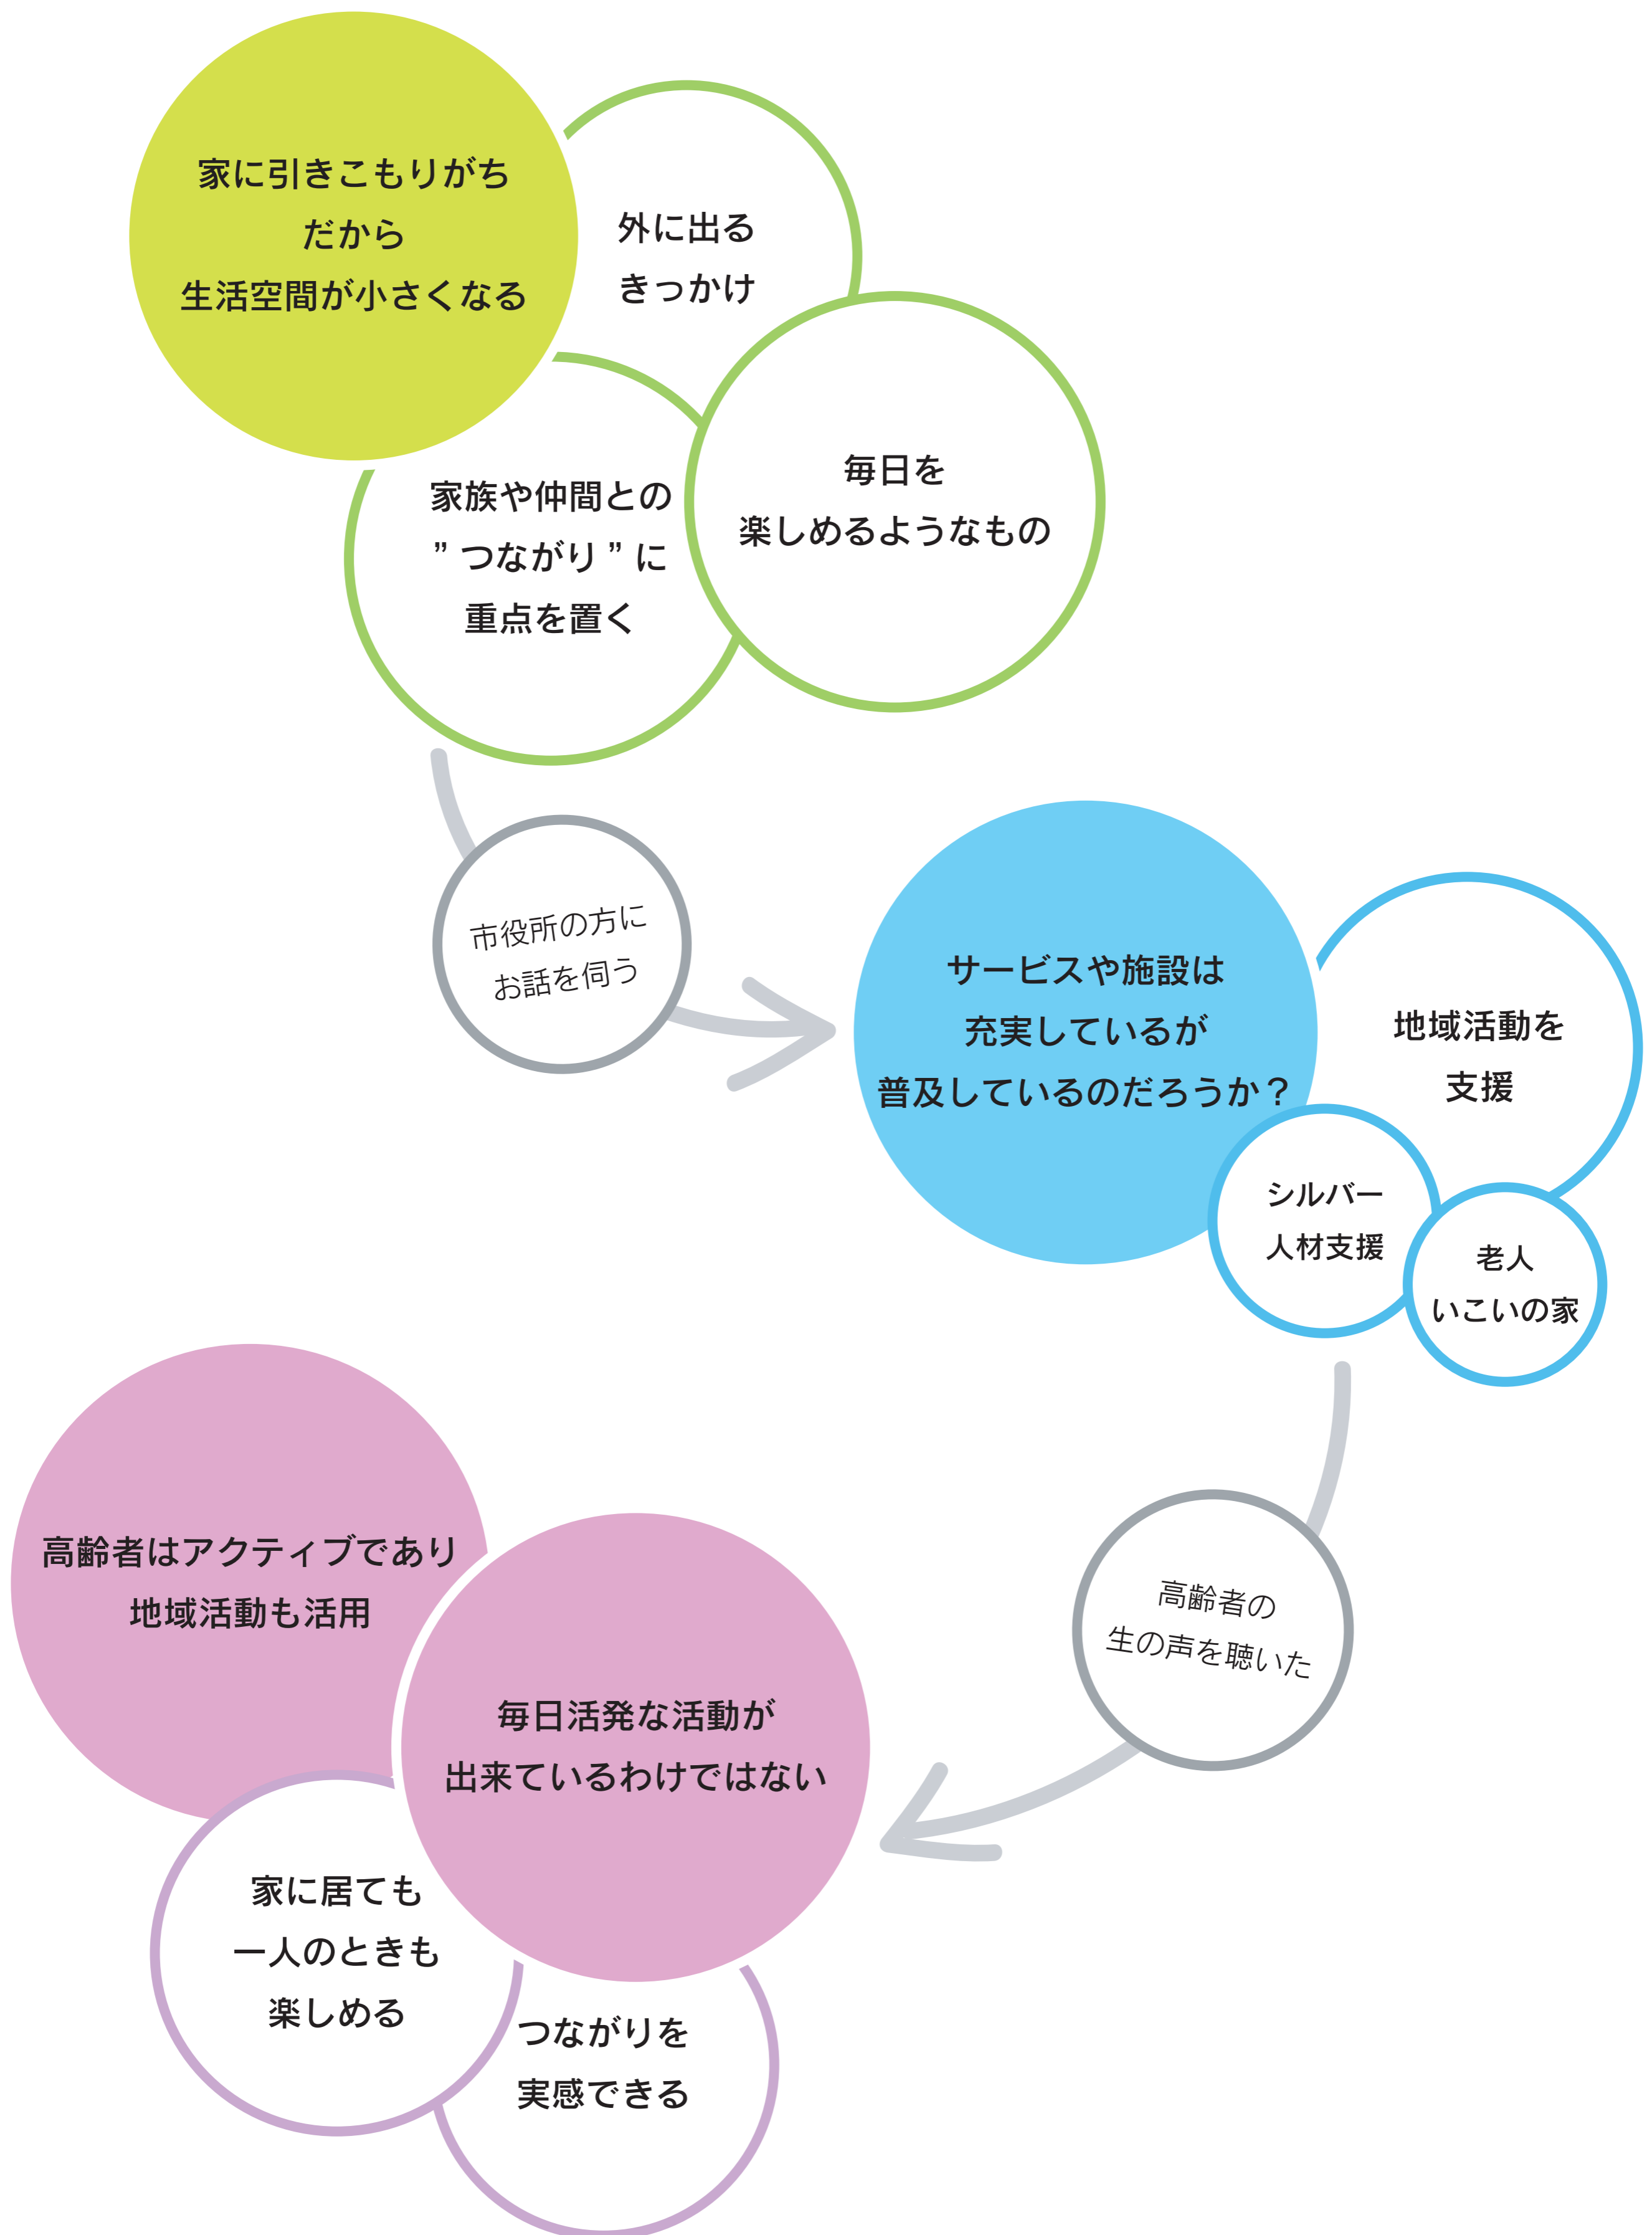 家に引きこもりがち
だから
生活空間が小さくなる
外に出る
きっかけ
家族や仲間との
”つながり”に
重点を置く
毎日を
楽しめるようなもの
市役所の方に
お話を伺う
サービスや施設は
充実しているが
普及しているのだろうか？
地域活動を
支援
シルバー
人材支援
老人
いこいの家
高齢者の
生の声を聴いた
高齢者はアクティブであり
地域活動も活用
毎日活発な活動が
出来ているわけではない
家に居ても
一人のときも
楽しめる
つながりを
実感できる